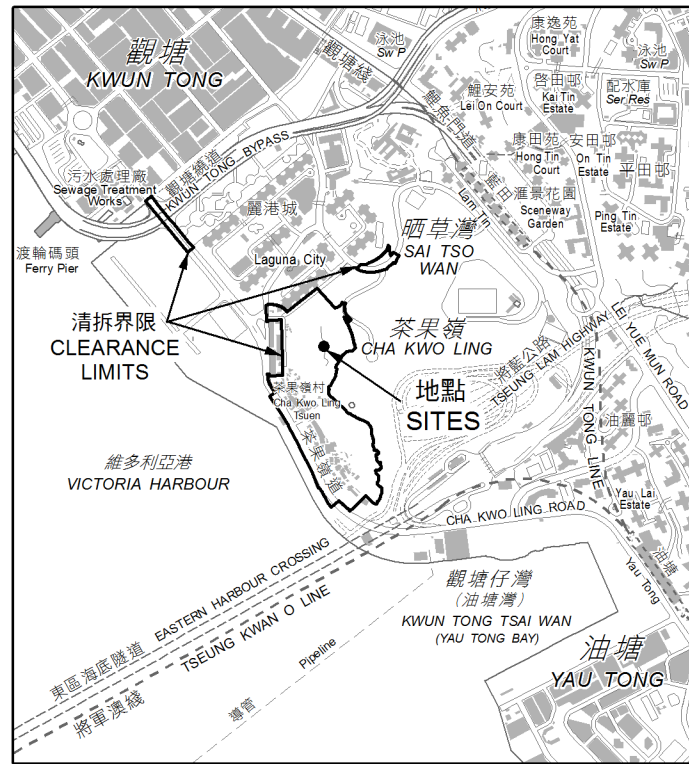 觀塘
KWUN TONG
觀塘綫
泳池
Sw P
康逸苑
Hong Yat
Court
泳池
Sw P
鯉安苑
Lei On Court
啓田邨
Kai Tin
Estate
配水庫
Ser Res
鯉魚門道
康田苑
Hong Tin
Court
安田邨
On Tin
Estate
平田邨
Ping Tin
Estate
藍田
Lam Tin
匯景花園
Sceneway
Garden
污水處理廠
Sewage Treatment
Works
觀塘繞道
KWUN TONG BYPASS
麗港城
Laguna City
晒草灣
SAI TSO
WAN
渡輪碼頭
Ferry Pier
清拆界限
CLEARANCE
LIMITS
茶果嶺
CHA KWO LING
將藍公路
TSEUNG LAM HIGHWAY
LEI YUE MUN ROAD
KWUN TONG LINE
地點
SITES
茶果嶺村
Cha Kwo Ling
Tsuen
茶果嶺道
油麗邨
Yau Lai
Estate
維多利亞港
VICTORIA HARBOUR
CHA KWO LING ROAD
油塘
Yau Tong
東區海底隧道
EASTERN HARBOUR CROSSING
將軍澳綫
TSEUNG KWAN O LINE
觀塘仔灣
(油塘灣)
KWUN TONG TSAI WAN
(YAU TONG BAY)
導管
Pipeline
油塘
YAU TONG